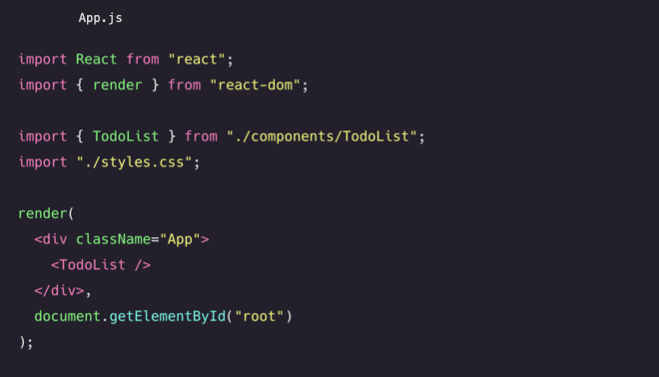 App.js
import React from "react";
import { render } from "react-dom";
import { TodoList } from "./components/TodoList";
import "./styles.css";
render(
<div className="App">
<TodoList />
</div>,
document.getElementById("root")
);